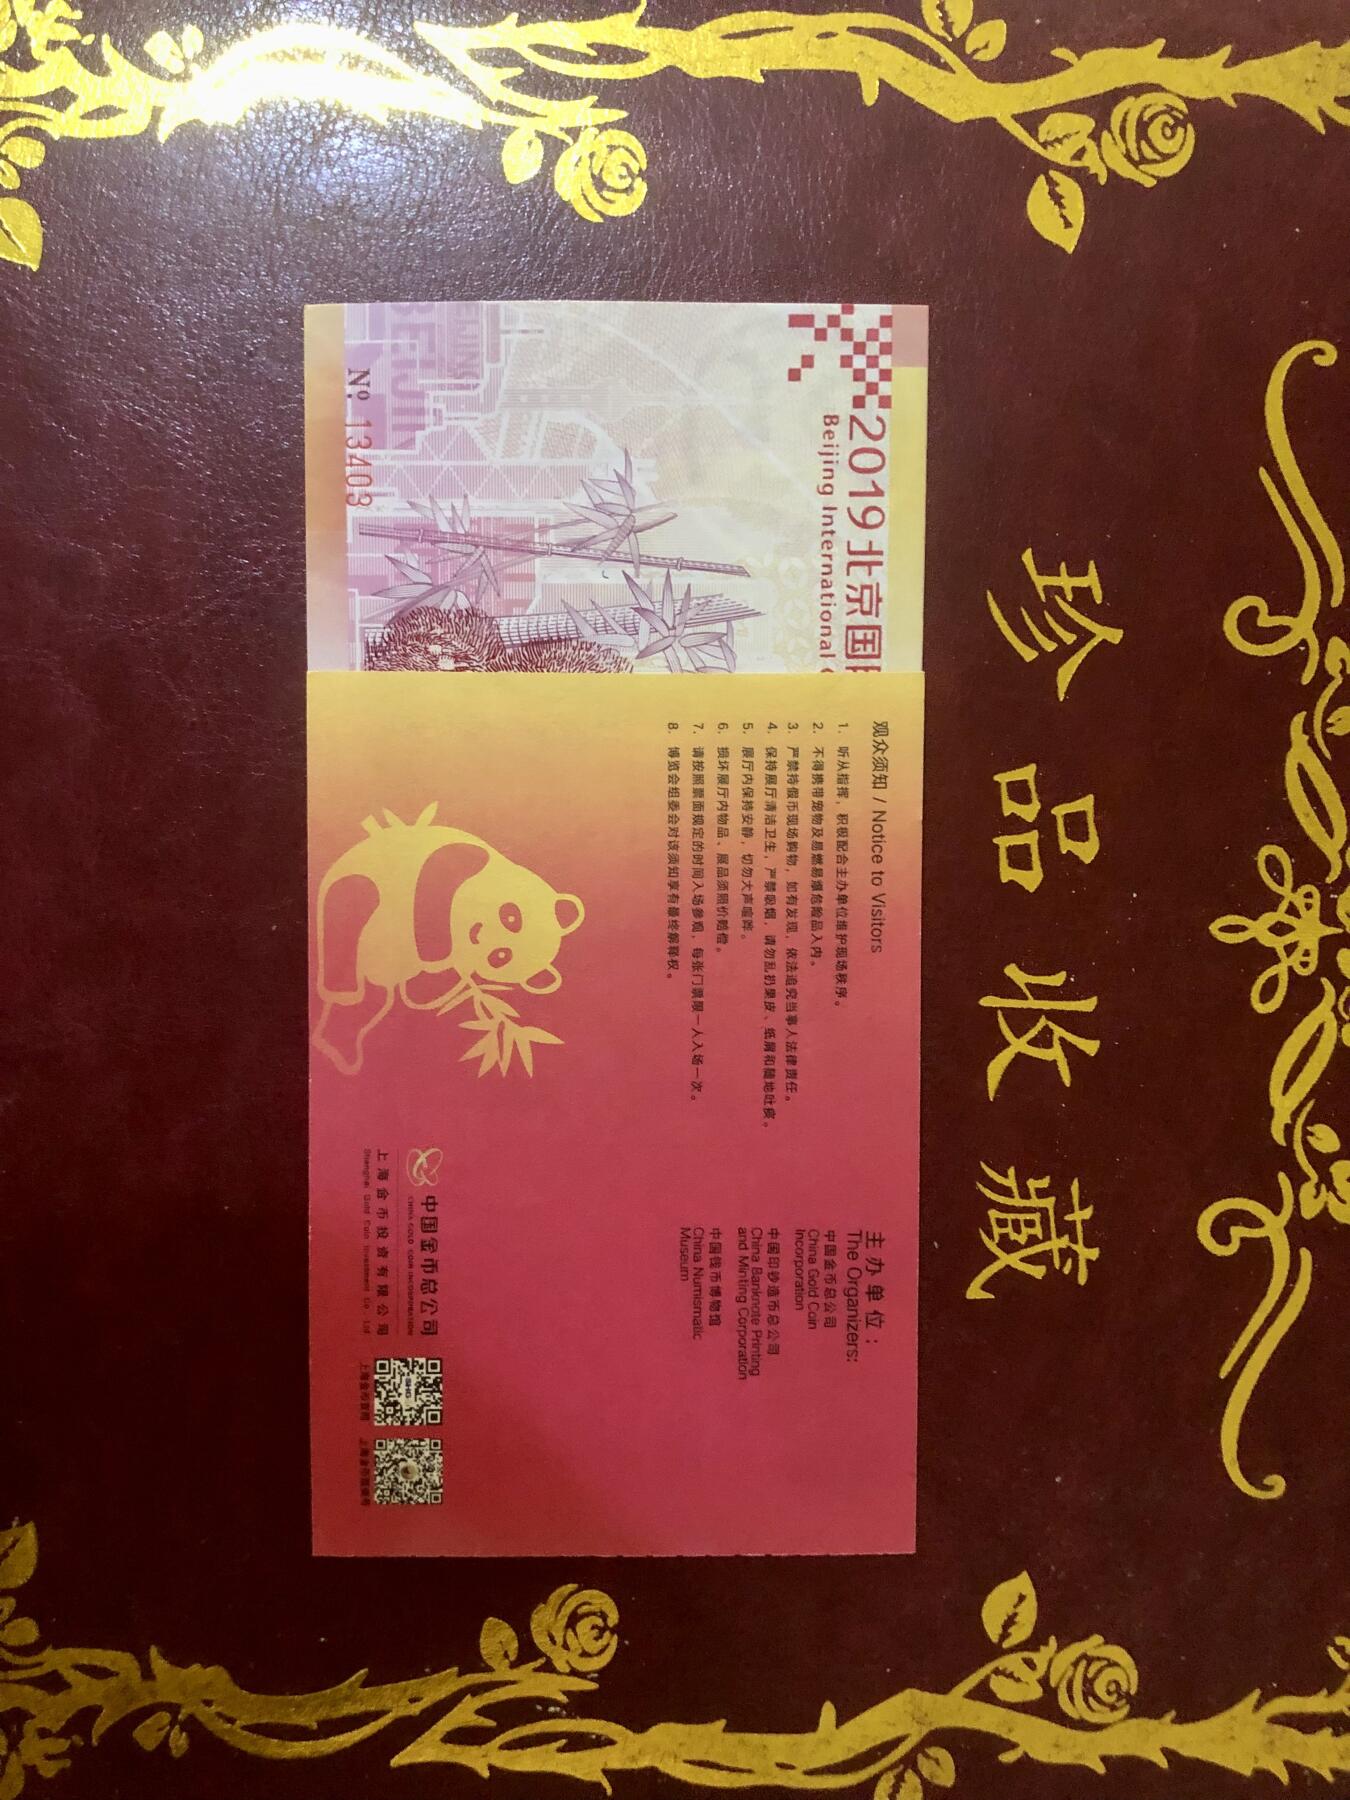 珍品收藏
2019北京国
Beijing International
BEIJING
BEIJIN
№. 13403
观众须知 / Notice to Visitors
1. 听从指挥，积极配合主办单位维护现场秩序。
2. 不得携带宠物及易燃易爆危险品入内。
3. 严禁持假币现场购物，如有发现，依法追究当事人法律责任。
4. 保持展厅清洁卫生，严禁吸烟，请勿乱扔果皮、纸屑和随地吐痰。
5. 展厅内保持安静，切勿大声喧哗。
6. 损坏展厅内物品、展品须照价赔偿。
7. 请按照票面规定的时间入场参观，每张门票限一人入场一次。
8. 博览会组委会对该须知享有最终解释权。
主办单位：
The Organizers:
中国金币总公司
China Gold Coin
Incorporation
中国印钞造币总公司
China Banknote Printing
and Minting Corporation
中国钱币博物馆
China Numismatic
Museum
中国金币总公司
CHINA GOLD COIN INCORPORATION
上海金币投资有限公司
Shanghai Gold Coin Investment Co., Ltd